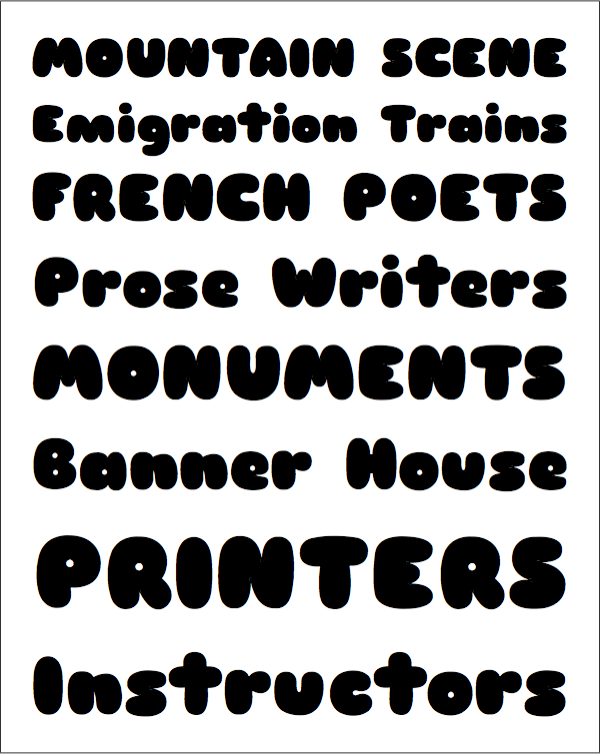 MOUNTAIN SCENE
Emigration Trains
FRENCH POETS
Prose Writers
MONUMENTS
Banner House
PRINTERS
Instructors